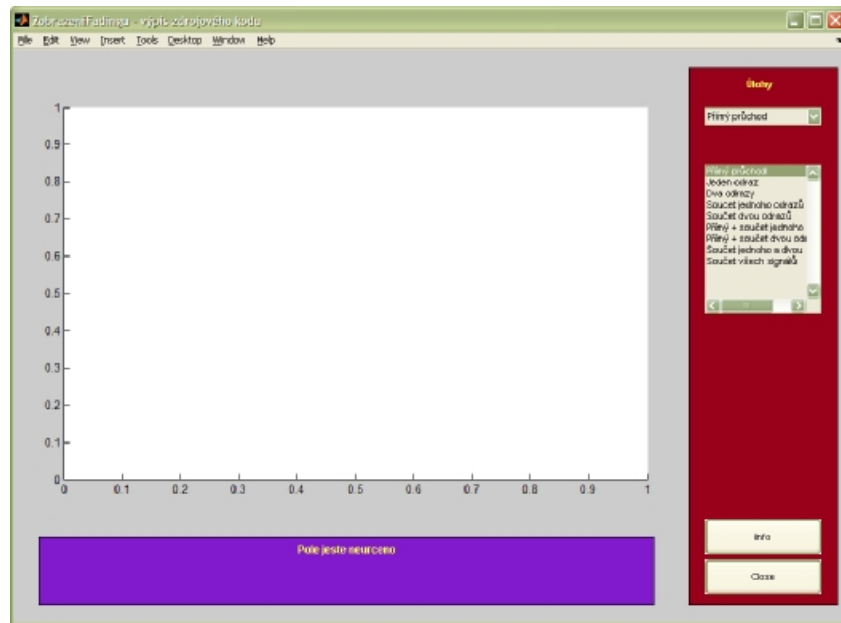 ZobrazeniFadingu - výpis zdrojového kodu
File Edit View Insert Tools Desktop Window Help
Úlohy
Přímý průchod
Přímý průchod
Jeden odraz
Dva odrazy
Soucet jednoho odrazů
Součet dvou odrazů
Přímý + součet jednoho
Přímý + součet dvou odr
Součet jednoho a dvou
Součet všech signálů
1
0.9
0.8
0.7
0.6
0.5
0.4
0.3
0.2
0.1
0
0 0.1 0.2 0.3 0.4 0.5 0.6 0.7 0.8 0.9 1
Pole jeste neurceno
Info
Close